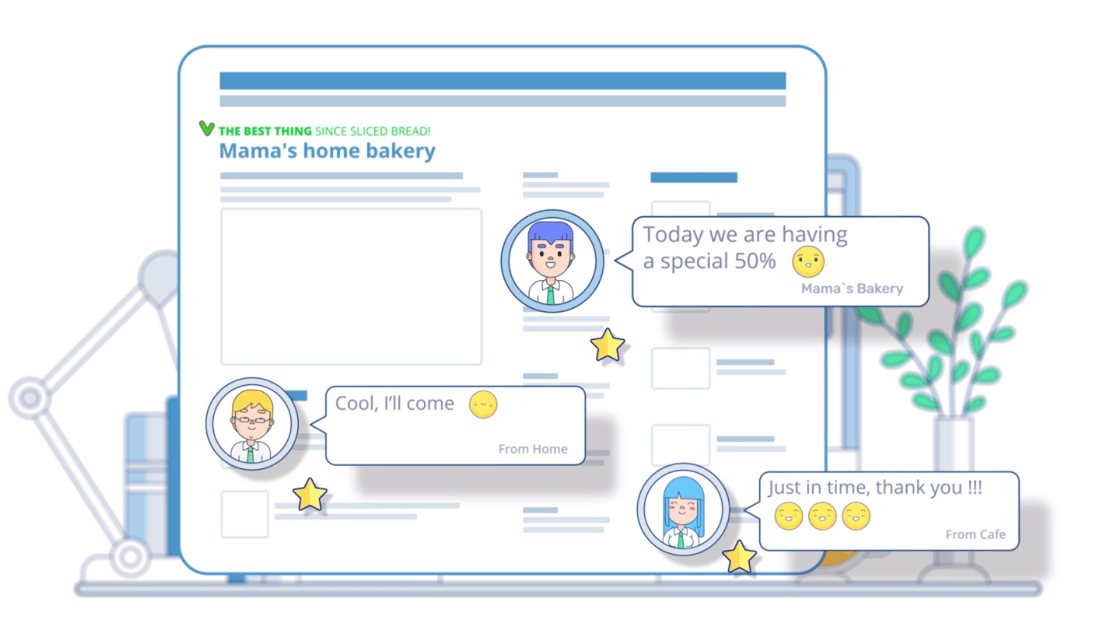 THE BEST THING SINCE SLICED BREAD!
Mama's home bakery
Today we are having
a special 50%
Mama`s Bakery
Cool, I’ll come
From Home
Just in time, thank you !!!
From Cafe